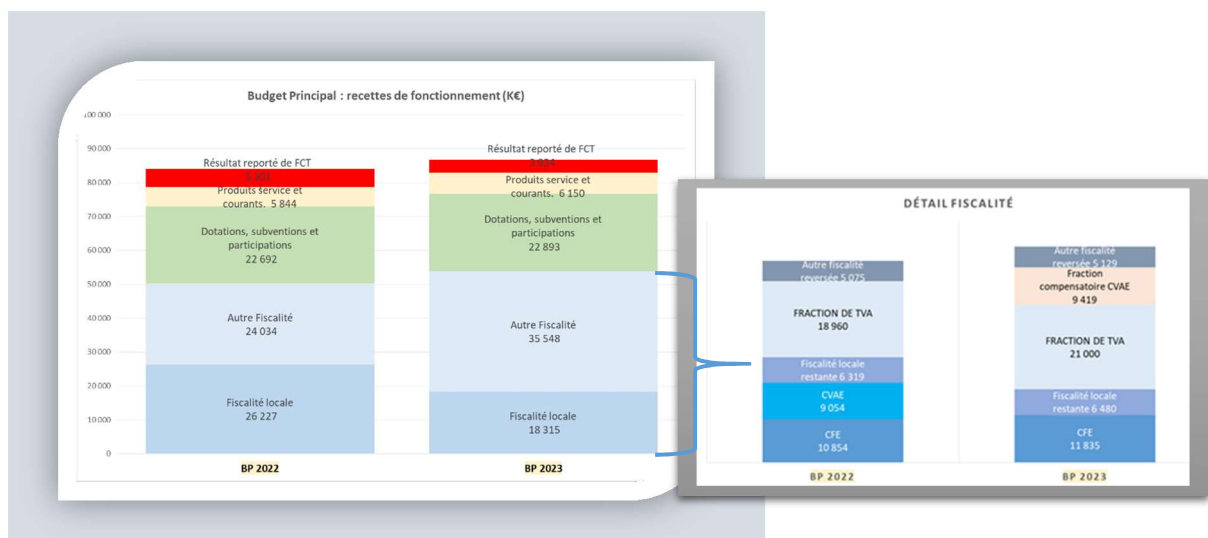 Budget Principal : recettes de fonctionnement (K€)
100 000
90 000
80 000
70 000
60 000
50 000
40 000
30 000
20 000
10 000
0
Résultat reporté de FCT
5 301
Produits service et
courants. 5 844
Dotations, subventions et
participations
22 692
Autre Fiscalité
24 034
Fiscalité locale
26 227
BP 2022
Résultat reporté de FCT
Produits service et
courants. 6 150
Dotations, subventions et
participations
22 893
Autre Fiscalité
35 548
Fiscalité locale
18 315
BP 2023
DÉTAIL FISCALITÉ
Autre fiscalité
reversée 5 075
FRACTION DE TVA
18 960
Fiscalité locale
restante 6 319
CVAE
9 054
CFE
10 854
BP 2022
Autre fiscalité
reversée 5 129
Fraction
compensatoire CVAE
9 419
FRACTION DE TVA
21 000
Fiscalité locale
restante 6 480
CFE
11 835
BP 2023